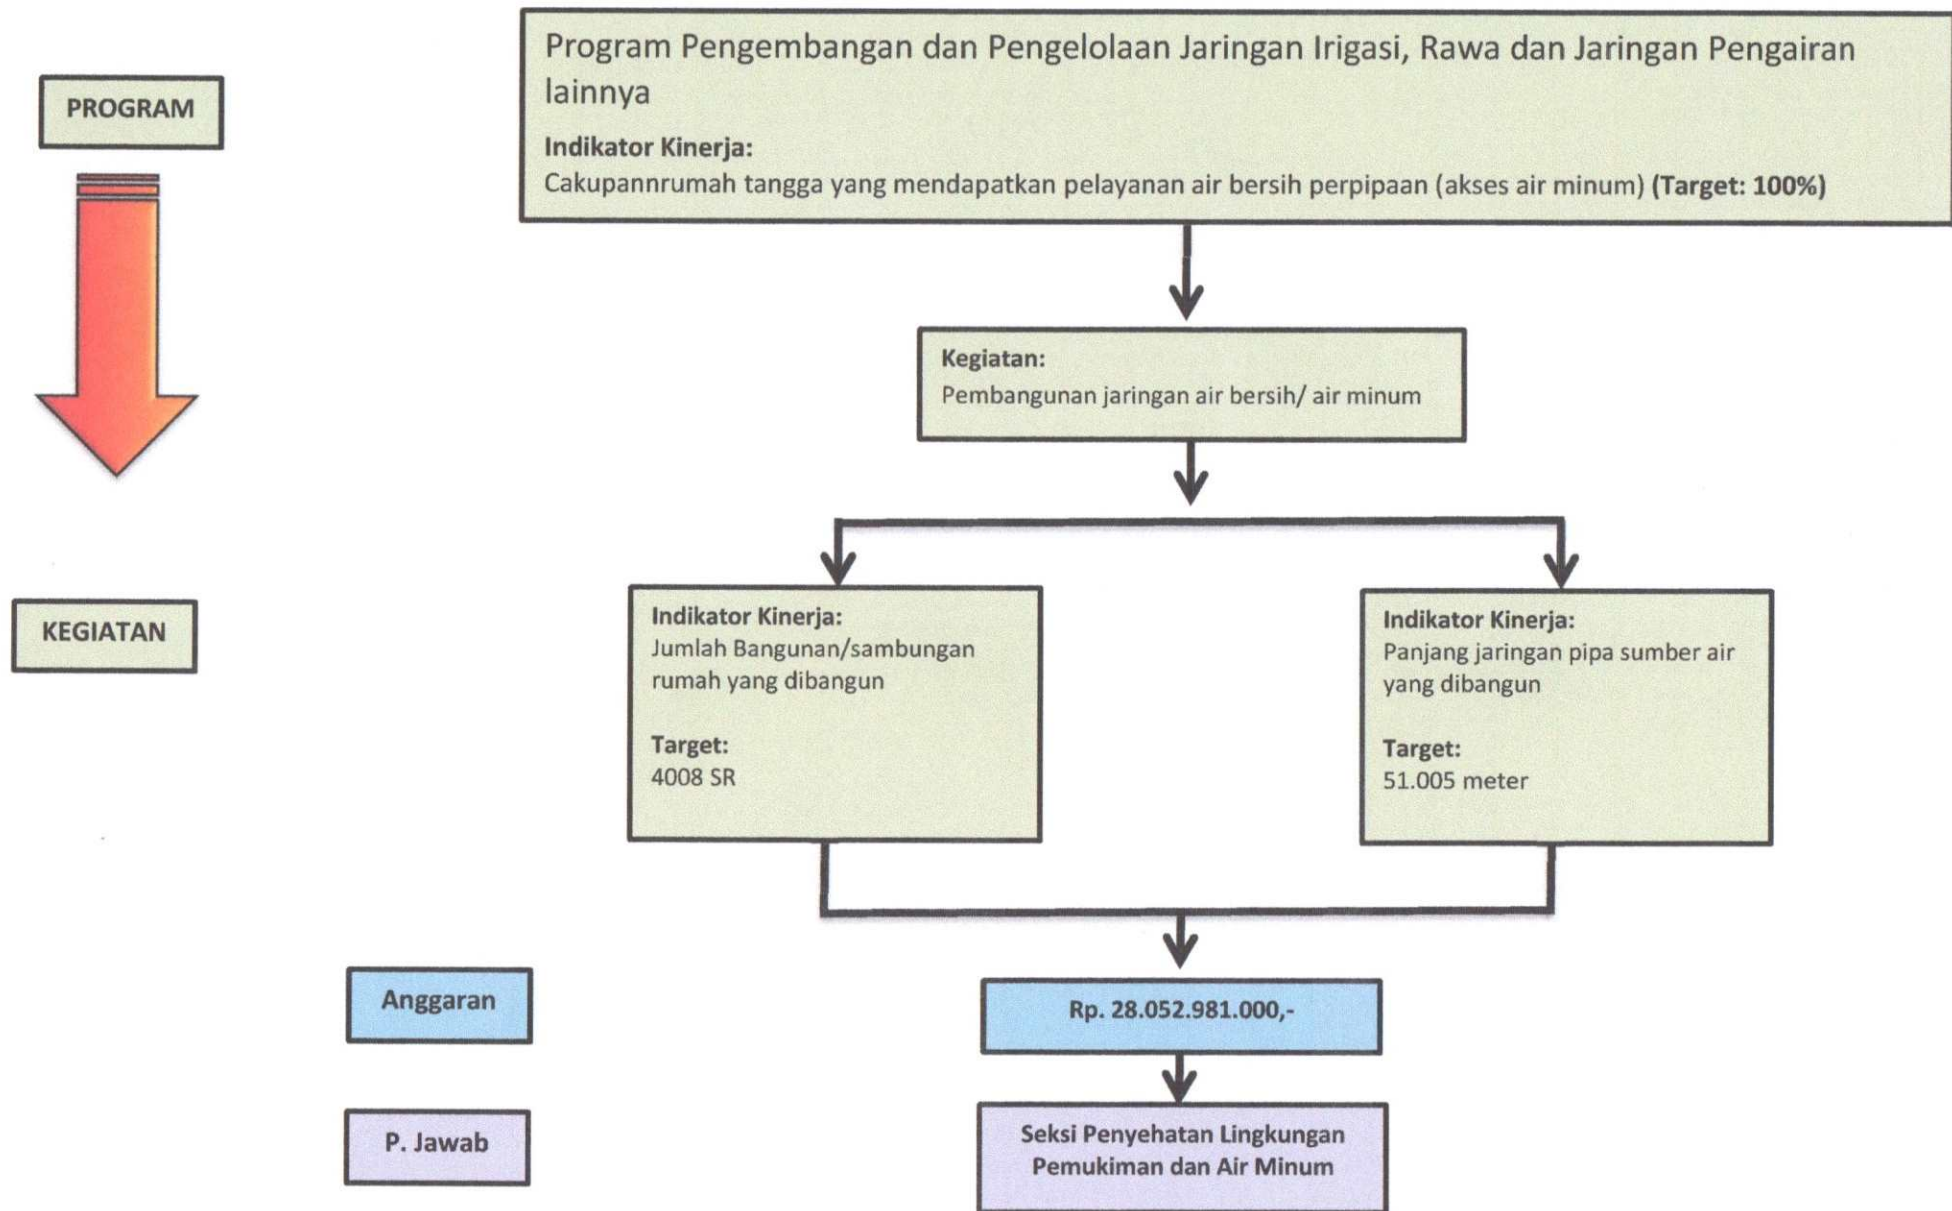 PROGRAM
Program Pengembangan dan Pengelolaan Jaringan Irigasi, Rawa dan Jaringan Pengairan
lainnya
Indikator Kinerja:
Cakupannrumah tangga yang mendapatkan pelayanan air bersih perpipaan (akses air minum) (Target: 100%)
Kegiatan:
Pembangunan jaringan air bersih/ air minum
KEGIATAN
Indikator Kinerja:
Jumlah Bangunan/sambungan
rumah yang dibangun
Target:
4008 SR
Indikator Kinerja:
Panjang jaringan pipa sumber air
yang dibangun
Target:
51.005 meter
Anggaran
Rp. 28.052.981.000,-
P. Jawab
Seksi Penyehatan Lingkungan
Pemukiman dan Air Minum